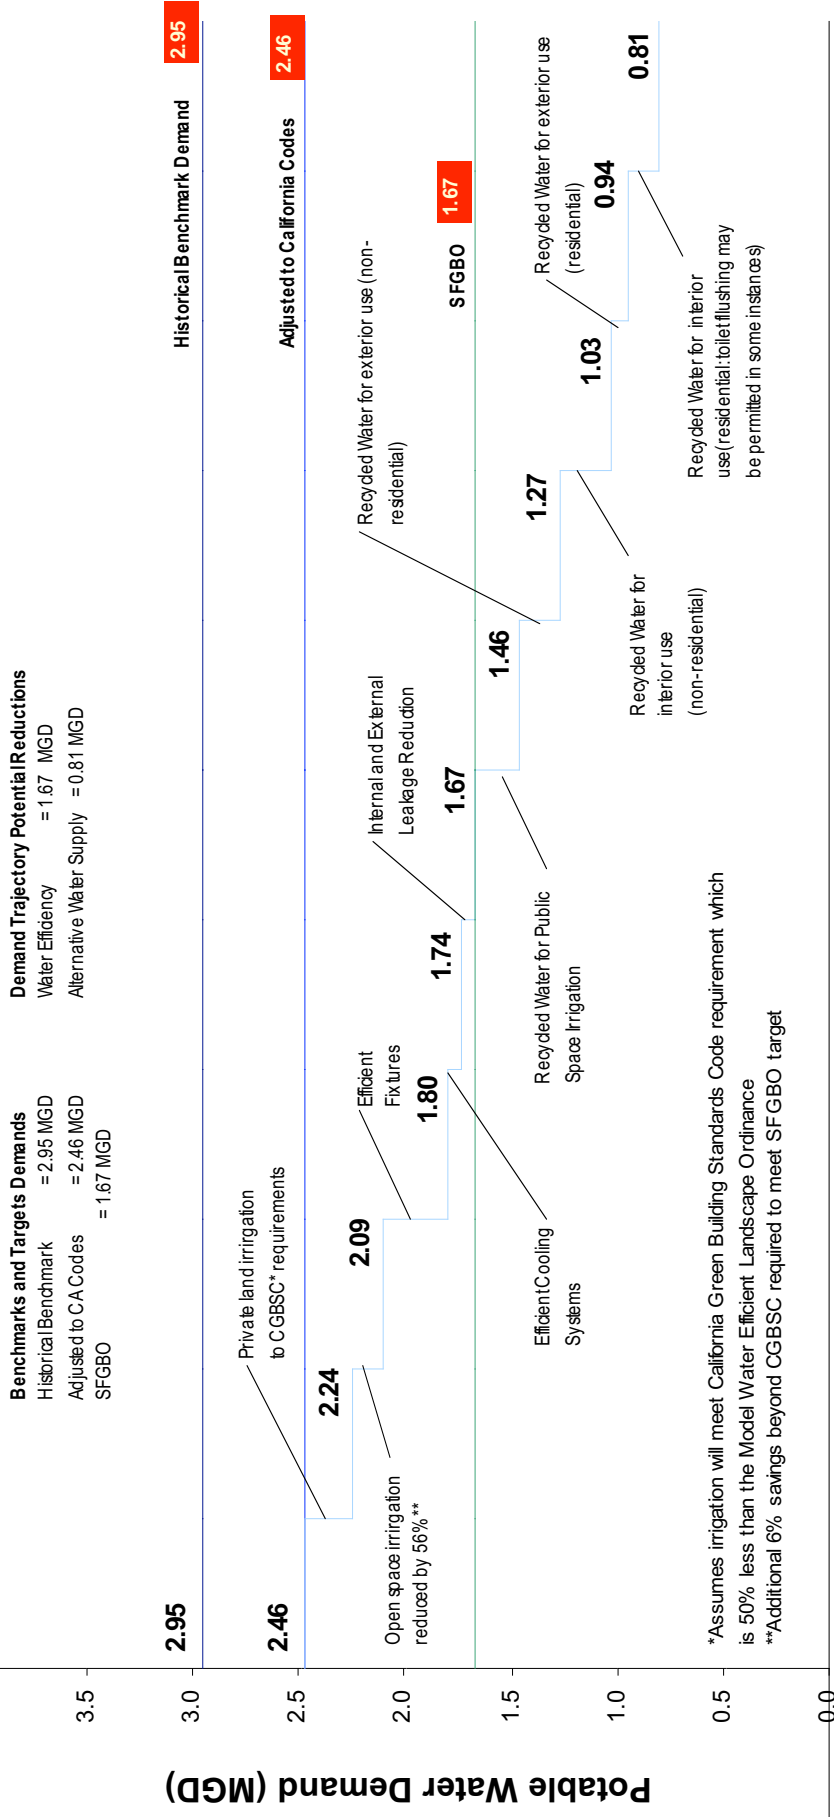 Benchmarks and Targets Demands
Historical Benchmark = 2.95 MGD
Adjusted to CA Codes = 2.46 MGD
SFGBO = 1.67 MGD
Demand Trajectory Potential Reductions
Water Efficiency = 1.67 MGD
Alternative Water Supply = 0.81 MGD
Potable Water Demand (MGD)
3.5
3.0
2.5
2.0
1.5
1.0
0.5
0.0
2.95
Historical Benchmark Demand
2.95
2.46
Adjusted to California Codes
2.46
Private land irrigation
to CGBSC* requirements
2.24
Open space irrigation
reduced by 56%**
2.09
Efficient
Fixtures
1.80
Efficient Cooling
Systems
1.74
Internal and External
Leakage Reduction
1.67
SFGBO
1.67
Recycled Water for Public
Space Irrigation
1.46
Recycled Water for exterior use (non-
residential)
1.27
Recycled Water for
interior use
(non-residential)
1.03
Recycled Water for exterior use
(residential)
0.94
Recycled Water for interior
use(residential:toilet flushing may
be permitted in some instances)
0.81
*Assumes irrigation will meet California Green Building Standards Code requirement which
is 50% less than the Model Water Efficient Landscape Ordinance
**Additional 6% savings beyond CGBSC required to meet SFGBO target